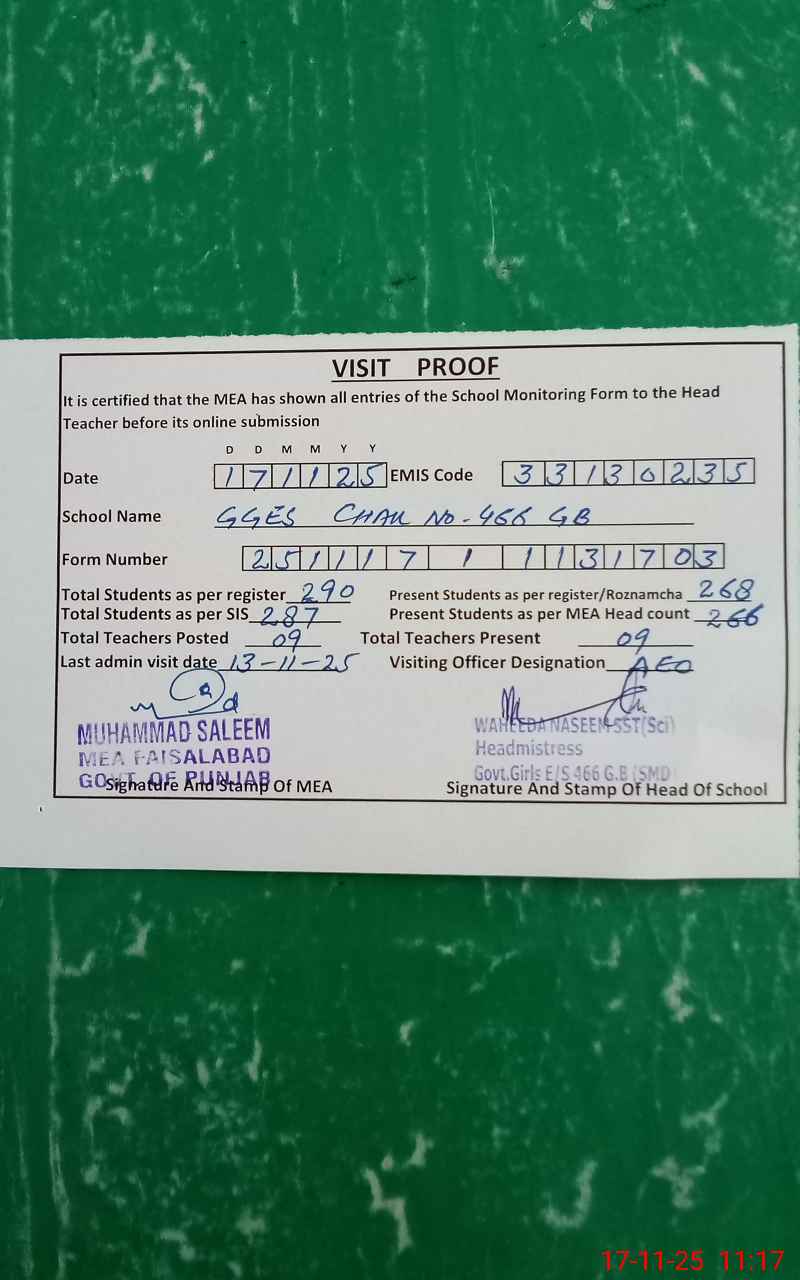 VISIT PROOF
It is certified that the MEA has shown all entries of the School Monitoring Form to the Head
Teacher before its online submission
D D M M Y Y
Date 171125 EMIS Code 33130235
School Name GGES CHAK NO-466 GB
Form Number 25111711131703
Total Students as per register 290 Present Students as per register/Roznamcha 268
Total Students as per SIS 287 Present Students as per MEA Head count 266
Total Teachers Posted 09 Total Teachers Present 09
Last admin visit date 13-11-25 Visiting Officer Designation AEO
MUHAMMAD SALEEM WAHEEDA NASEEM SST(Sci)
MEA FAISALABAD Headmistress
GOVT. OF PUNJAB Govt.Girls E/S 466 G.B (SMD)
Signature And Stamp Of MEA Signature And Stamp Of Head Of School
17-11-25 11:17